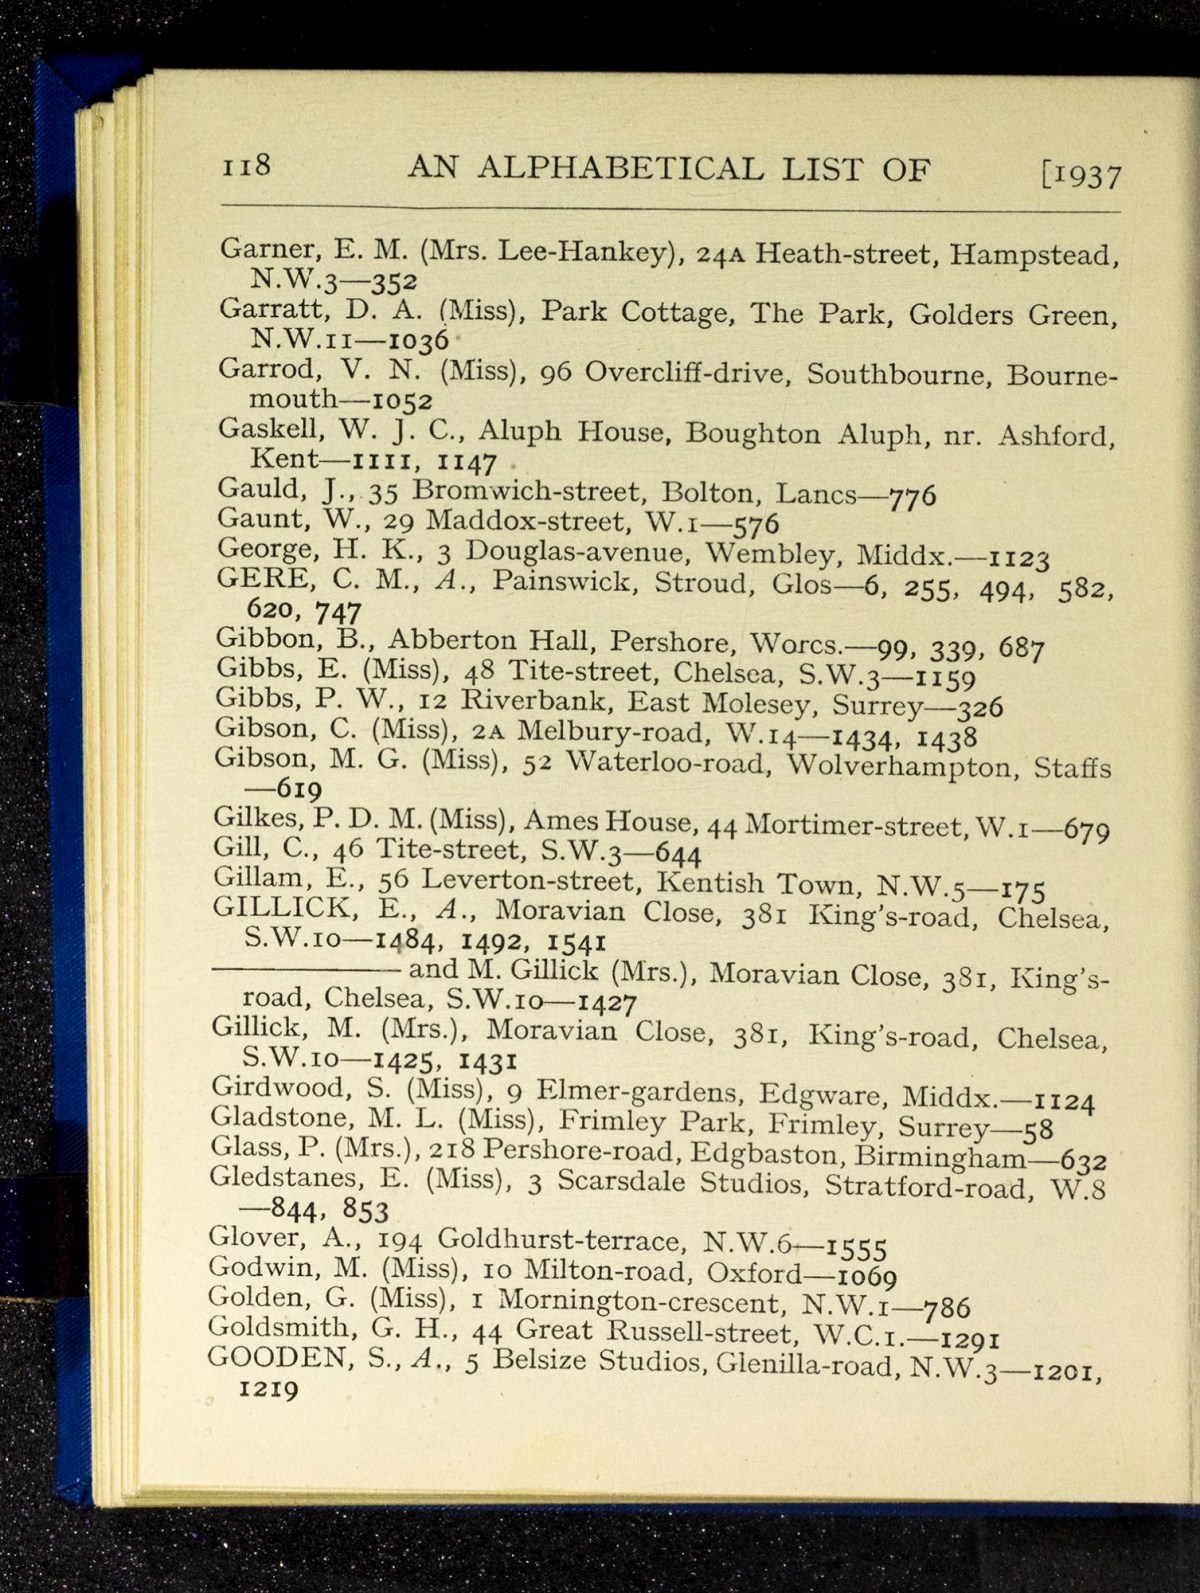 118 AN ALPHABETICAL LIST OF [1937
Garner, E. M. (Mrs. Lee-Hankey), 24A Heath-street, Hampstead,
N.W.3—352
Garratt, D. A. (Miss), Park Cottage, The Park, Golders Green,
N.W.11—1036
Garrod, V. N. (Miss), 96 Overcliff-drive, Southbourne, Bourne-
mouth—1052
Gaskell, W. J. C., Aluph House, Boughton Aluph, nr. Ashford,
Kent—1111, 1147
Gauld, J., 35 Bromwich-street, Bolton, Lancs—776
Gaunt, W., 29 Maddox-street, W.1—576
George, H. K., 3 Douglas-avenue, Wembley, Middx.—1123
GERE, C. M., A., Painswick, Stroud, Glos—6, 255, 494, 582,
620, 747
Gibbon, B., Abberton Hall, Pershore, Worcs.—99, 339, 687
Gibbs, E. (Miss), 48 Tite-street, Chelsea, S.W.3—1159
Gibbs, P. W., 12 Riverbank, East Molesey, Surrey—326
Gibson, C. (Miss), 2A Melbury-road, W.14—1434, 1438
Gibson, M. G. (Miss), 52 Waterloo-road, Wolverhampton, Staffs
—619
Gilkes, P. D. M. (Miss), Ames House, 44 Mortimer-street, W.1—679
Gill, C., 46 Tite-street, S.W.3—644
Gillam, E., 56 Leverton-street, Kentish Town, N.W.5—175
GILLICK, E., A., Moravian Close, 381 King's-road, Chelsea,
S.W.10—1484, 1492, 1541
——— and M. Gillick (Mrs.), Moravian Close, 381, King's-
road, Chelsea, S.W.10—1427
Gillick, M. (Mrs.), Moravian Close, 381, King's-road, Chelsea,
S.W.10—1425, 1431
Girdwood, S. (Miss), 9 Elmer-gardens, Edgware, Middx.—1124
Gladstone, M. L. (Miss), Frimley Park, Frimley, Surrey—58
Glass, P. (Mrs.), 218 Pershore-road, Edgbaston, Birmingham—632
Gledstanes, E. (Miss), 3 Scarsdale Studios, Stratford-road, W.8
—844, 853
Glover, A., 194 Goldhurst-terrace, N.W.6—1555
Godwin, M. (Miss), 10 Milton-road, Oxford—1069
Golden, G. (Miss), 1 Mornington-crescent, N.W.1—786
Goldsmith, G. H., 44 Great Russell-street, W.C.1.—1291
GOODEN, S., A., 5 Belsize Studios, Glenilla-road, N.W.3—1201,
1219